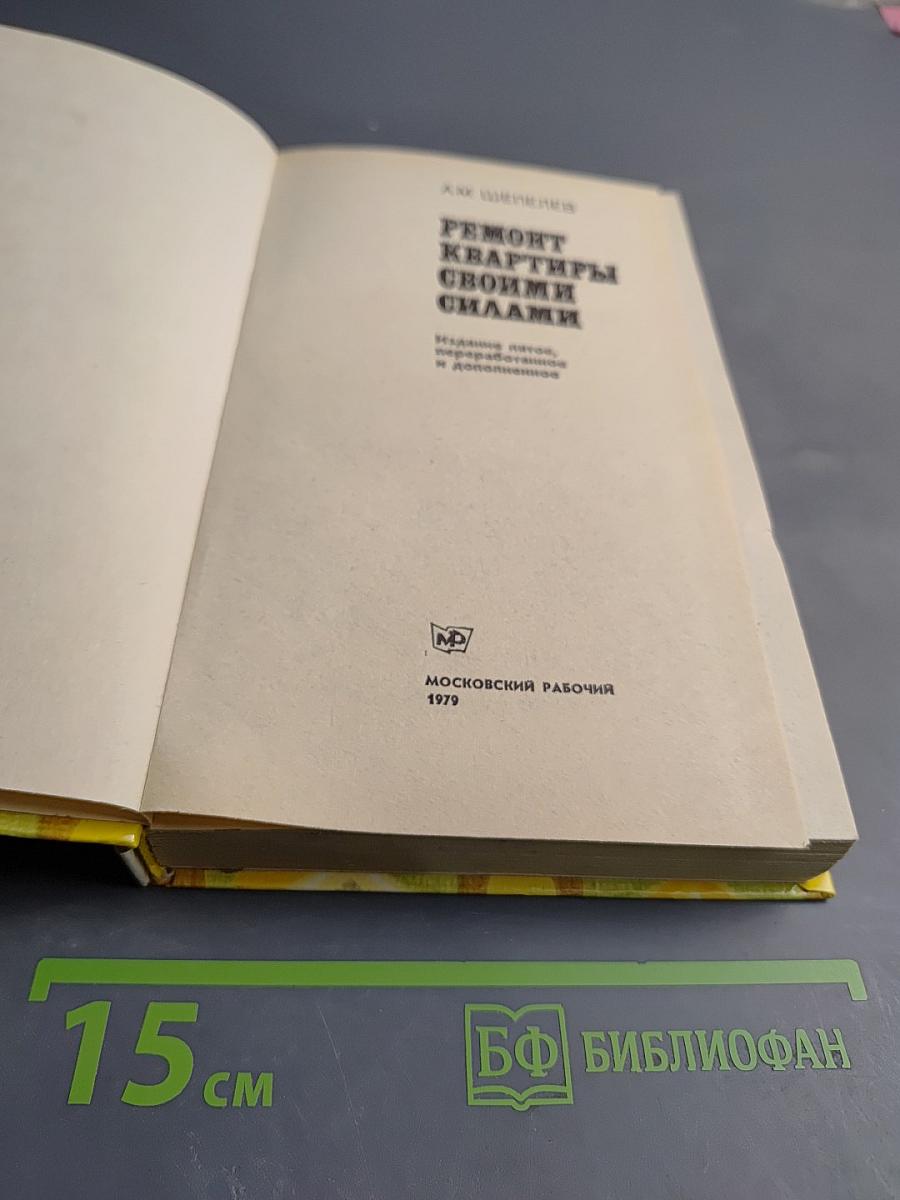 А.М. ШЕПЕЛЕВ
РЕМОНТ
КВАРТИРЫ
СВОИМИ
СИЛАМИ
Издание пятое,
переработанное
и дополненное
МР
МОСКОВСКИЙ РАБОЧИЙ
1979
15 см
БФ БИБЛИОФАН